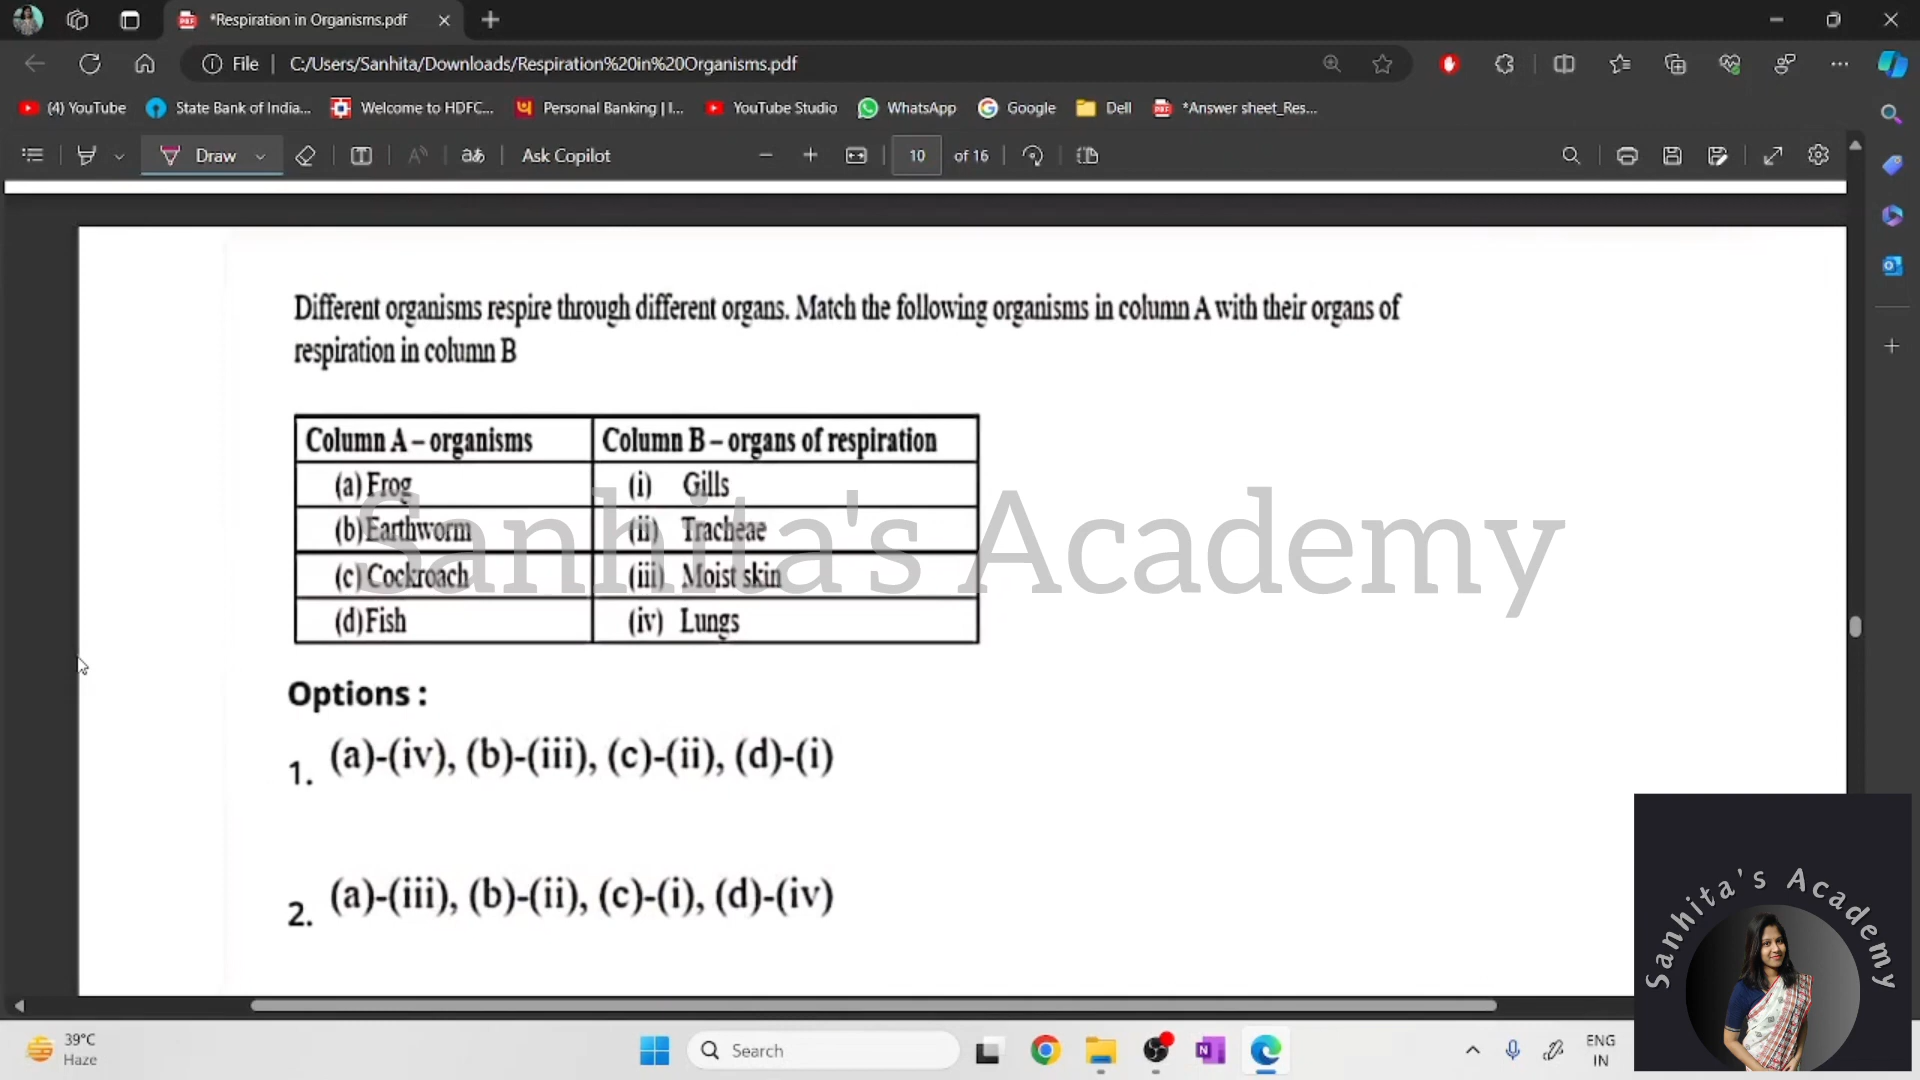 *Respiration in Organisms.pdf
File
C:/Users/Sanhita/Downloads/Respiration%20in%20Organisms.pdf
(4) YouTube
State Bank of India...
Welcome to HDFC...
Personal Banking | I...
YouTube Studio
WhatsApp
Google
Dell
*Answer sheet_Res...
Draw
Ask Copilot
10 of 16
Different organisms respire through different organs. Match the following organisms in column A with their organs of
respiration in column B
Column A – organisms Column B – organs of respiration
(a) Frog (i) Gills
(b) Earthworm (ii) Tracheae
(c) Cockroach (iii) Moist skin
(d) Fish (iv) Lungs
Sanhita's Academy
Options :
1. (a)-(iv), (b)-(iii), (c)-(ii), (d)-(i)
2. (a)-(iii), (b)-(ii), (c)-(i), (d)-(iv)
Sanhita's Academy
39°C
Haze
Search
ENG
IN